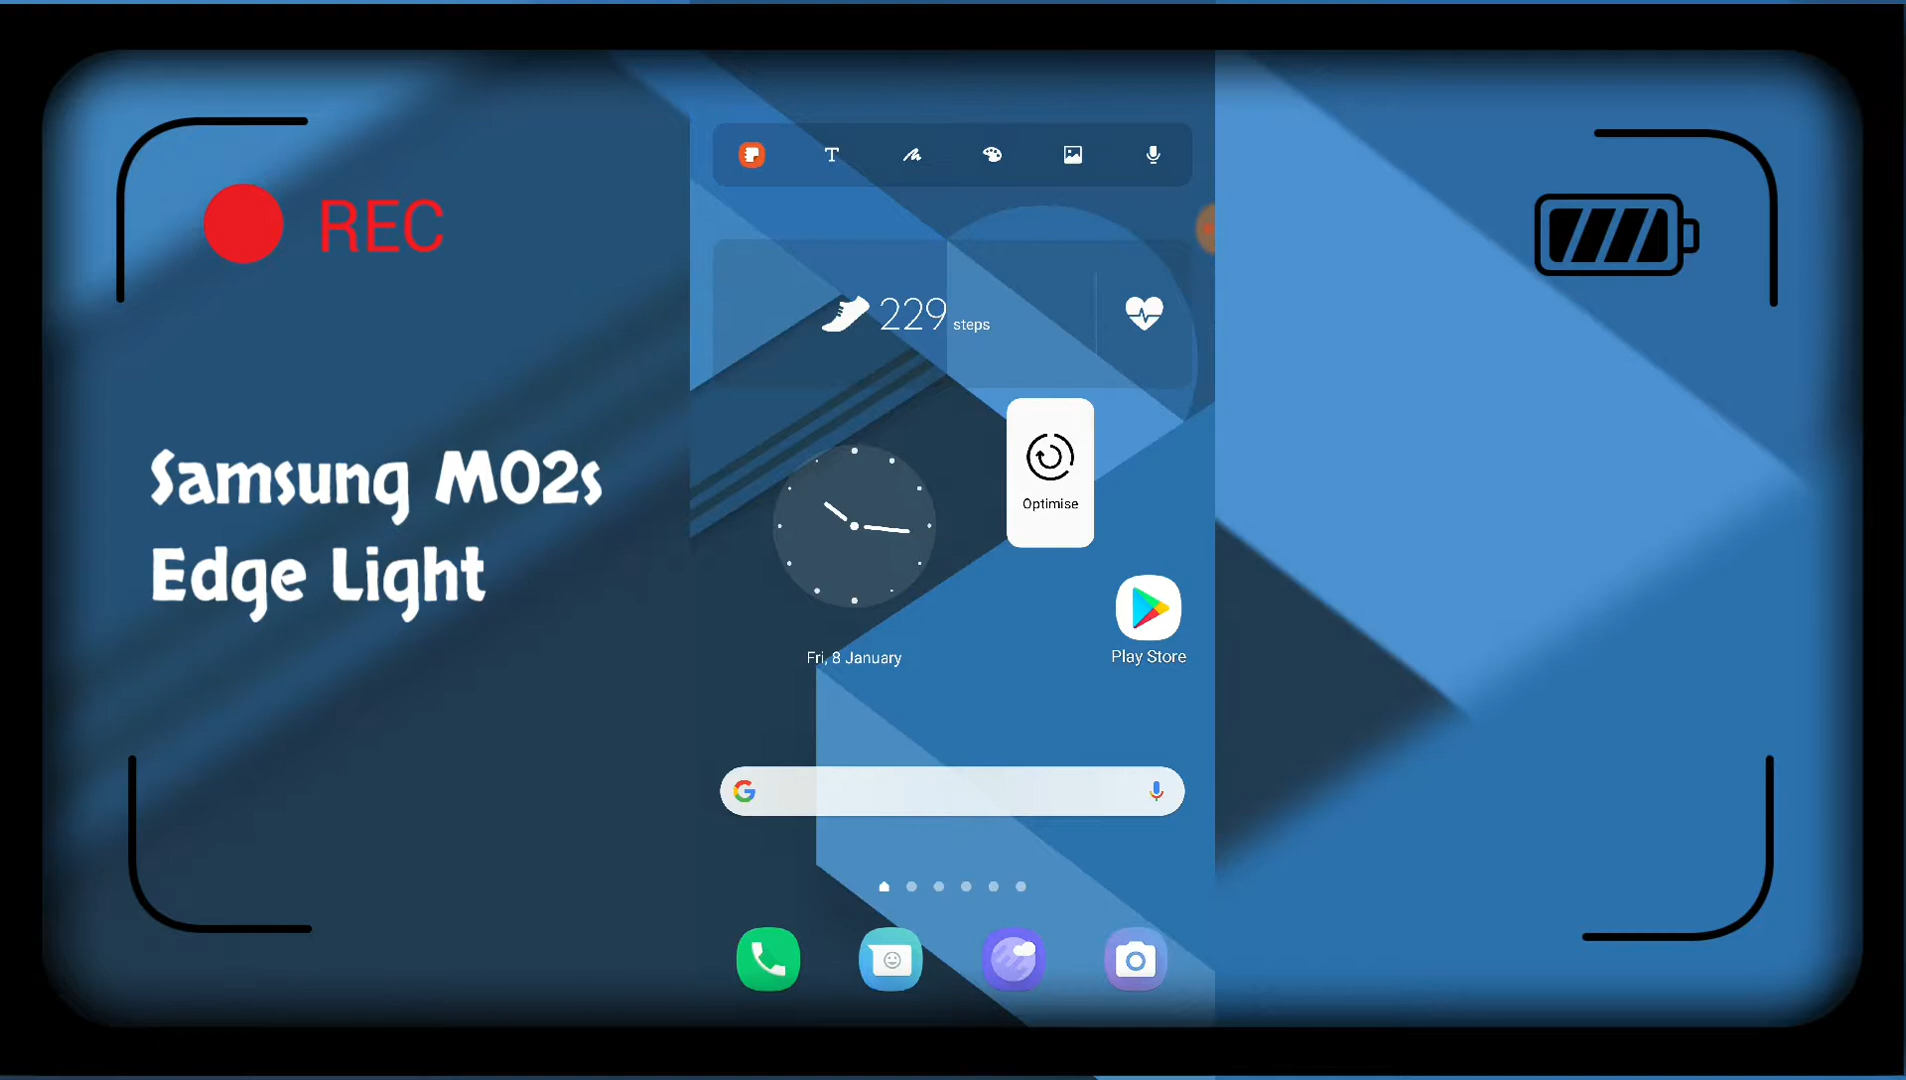 REC
Samsung M02s
Edge Light
T
229 steps
Optimise
Fri, 8 January
Play Store
G